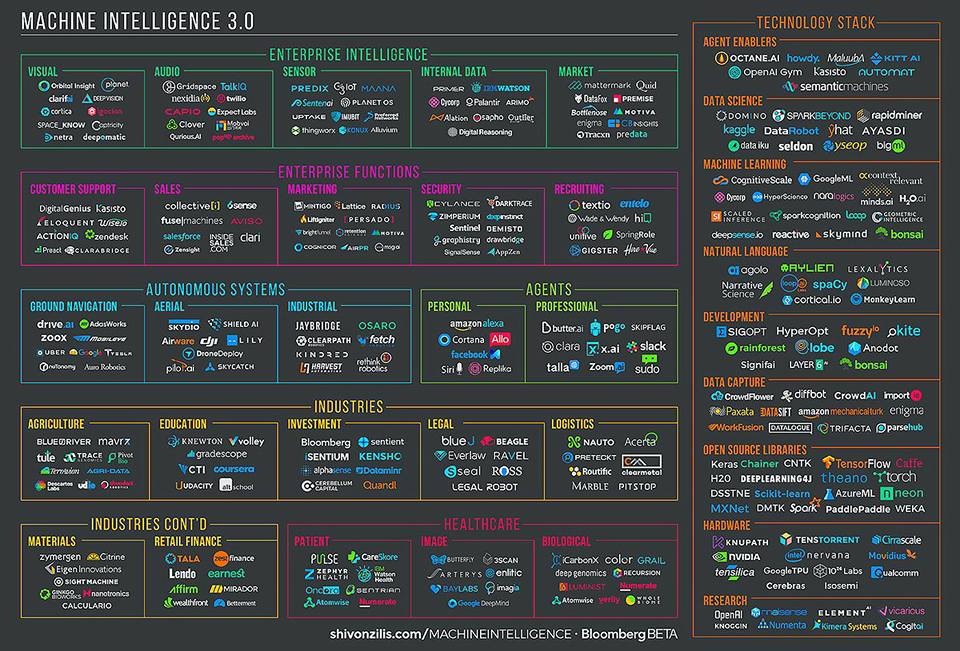 MACHINE INTELLIGENCE 3.0
ENTERPRISE INTELLIGENCE
VISUAL
Orbital Insight planet.
clarifai DEEPVISION
cortica
SPACE_KNOW Captricity
netra deepomatic
AUDIO
Gridspace TalkIQ
nexidia twilio
CAPIO Expect Labs
Clover Mobvoi
Qurious.AI pop up archive
SENSOR
PREDIX C3 IoT MAANA
Sentenai PLANET OS
UPTAKE IMUBIT Preferred Networks
thingworx KONUX Alluvium
INTERNAL DATA
PRIMER IBM WATSON
Cycorp Palantir ARIMO
Alation sapho Outlier
Digital Reasoning
MARKET
mattermark Quid
DataFox PREMISE
Bottlenose MOTIVA
enigma CB INSIGHTS
Tracxn predata
ENTERPRISE FUNCTIONS
CUSTOMER SUPPORT
DigitalGenius Kasisto
ELOQUENT Wise.io
ACTIONIQ zendesk
Preact CLARABRIDGE
SALES
collective[i] 6sense
fuse|machines AVISO
salesforce INSIDE SALES .COM clari
Zensight
MARKETING
MINTIGO Lattice RADIUS
Liftigniter [PERSADO]
brightfunnel retention SCIENCE MOTIVA
COGNICOR AIRPR msg.ai
SECURITY
CYLANCE DARKTRACE
ZIMPERIUM deepinstinct
Sentinel DEMISTO
graphistry drawbridge
SignalSense AppZen
RECRUITING
textio entelo
Wade & Wendy hiQ
unitive SpringRole
GIGSTER HireVue
AUTONOMOUS SYSTEMS
GROUND NAVIGATION
drive.ai AdasWorks
ZOOX MOBILEYE
UBER Google TESLA
nutonomy Auro Robotics
AERIAL
SKYDIO SHIELD AI
Airware dji LILY
DroneDeploy
pilot.ai SKYCATCH
INDUSTRIAL
JAYBRIDGE OSARO
CLEARPATH fetch
KINDRED
HARVEST AUTOMATION rethink robotics
AGENTS
PERSONAL
amazonalexa
Cortana Allo
facebook
Siri Replika
PROFESSIONAL
butter.ai pogo SKIPFLAG
clara x.ai slack
talla Zoom sudo
INDUSTRIES
AGRICULTURE
BLUERIVER mavrx
tule TRACE GENOMICS Pivot Bio
Terravion AGRI-DATA
Descartes Labs udio
EDUCATION
KNEWTON volley
gradescope
CTI coursera
UDACITY alt school
INVESTMENT
Bloomberg sentient
iSENTIUM KENSHO
alphasense Dataminr
CEREBELLUM CAPITAL Quandl
LEGAL
blue J BEAGLE
Everlaw RAVEL
seal ROSS
LEGAL ROBOT
LOGISTICS
NAUTO Acerta
PRETECKT
Routific clearmetal
MARBLE PITSTOP
INDUSTRIES CONT'D
MATERIALS
zymergen Citrine
Eigen Innovations
SIGHT MACHINE
GINKGO BIOWORKS nanotronics
CALCULARIO
RETAIL FINANCE
TALA zest finance
Lendo earnest
affirm MIRADOR
wealthfront Betterment
HEALTHCARE
PATIENT
PULSE CareSkore
ZEPHYR HEALTH IBM Watson Health
Oncora SENTRIAN
Atomwise Numerate
IMAGE
BUTTERFLY 3SCAN
ARTERYS enlitic
BAYLABS imagia
Google DeepMind
BIOLOGICAL
iCarbonX color GRAIL
deep genomics RECURSION
LUMINIST Numerate
Atomwise verily WHOLE BIOME
TECHNOLOGY STACK
AGENT ENABLERS
OCTANE.AI howdy. Maluuba KITT AI
OpenAI Gym Kasisto AUTOMAT
semanticmachines
DATA SCIENCE
DOMINO SPARKBEYOND rapidminer
kaggle DataRobot ŷhat AYASDI
data iku seldon yseop bigml
MACHINE LEARNING
CognitiveScale GoogleML context relevant
Cycorp HyperScience naralogics minds.ai H2O.ai
SCALED INFERENCE sparkcognition loop GEOMETRIC INTELLIGENCE
deepsense.io reactive skymind bonsai
NATURAL LANGUAGE
agolo AYLIEN LEXALYTICS
Narrative Science loop spaCy LUMINOSO
cortical.io MonkeyLearn
DEVELOPMENT
SIGOPT HyperOpt fuzzy.io kite
rainforest lobe Anodot
Signifai LAYER 6 bonsai
DATA CAPTURE
CrowdFlower diffbot CrowdAI import io
Paxata DATASIFT amazon mechanicalturk enigma
WorkFusion DATALOGUE TRIFACTA parsehub
OPEN SOURCE LIBRARIES
Keras Chainer CNTK TensorFlow Caffe
H2O DEEPLEARNING4J theano torch
DSSTNE Scikit-learn AzureML neon
MXNet DMTK Spark PaddlePaddle WEKA
HARDWARE
KNUPATH TENSTORRENT Cirrascale
NVIDIA intel nervana Movidius
tensilica GoogleTPU 1026 Labs Qualcomm
Cerebras Isosemi
RESEARCH
OpenAI nnaisense ELEMENT AI vicarious
KNOGGIN Numenta Kimera Systems Cogitai
shivonzilis.com/MACHINEINTELLIGENCE · Bloomberg BETA